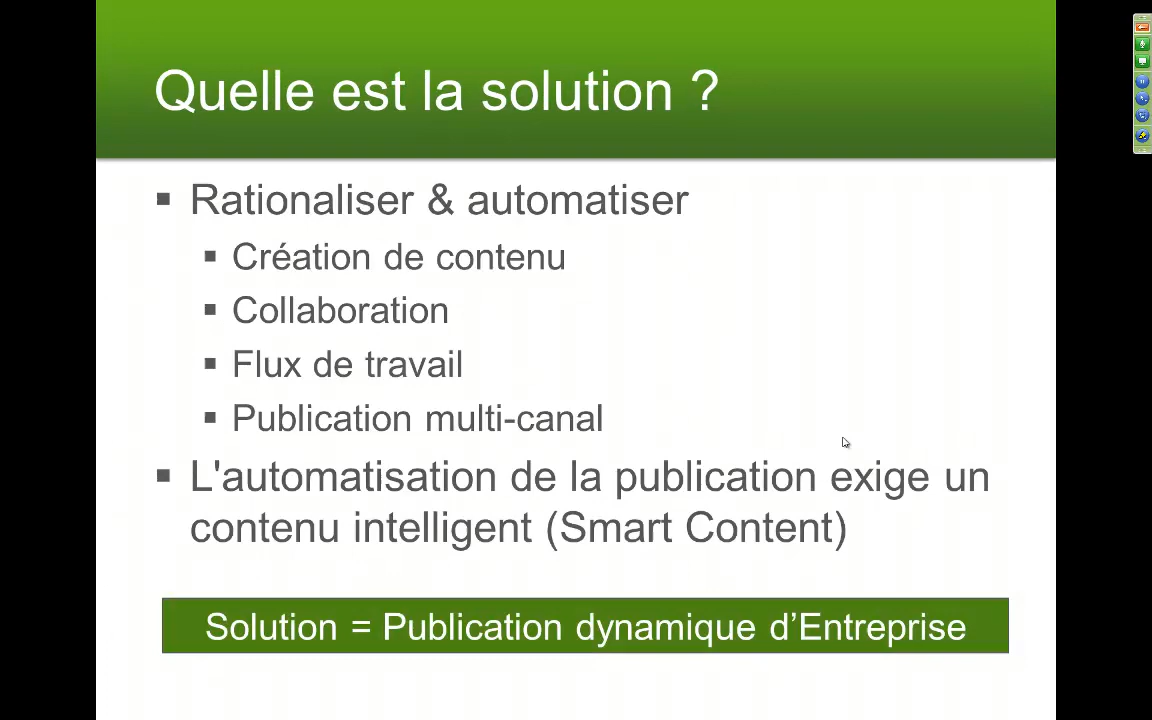 Quelle est la solution ?
Rationaliser & automatiser
Création de contenu
Collaboration
Flux de travail
Publication multi-canal
L'automatisation de la publication exige un
contenu intelligent (Smart Content)
Solution = Publication dynamique d’Entreprise